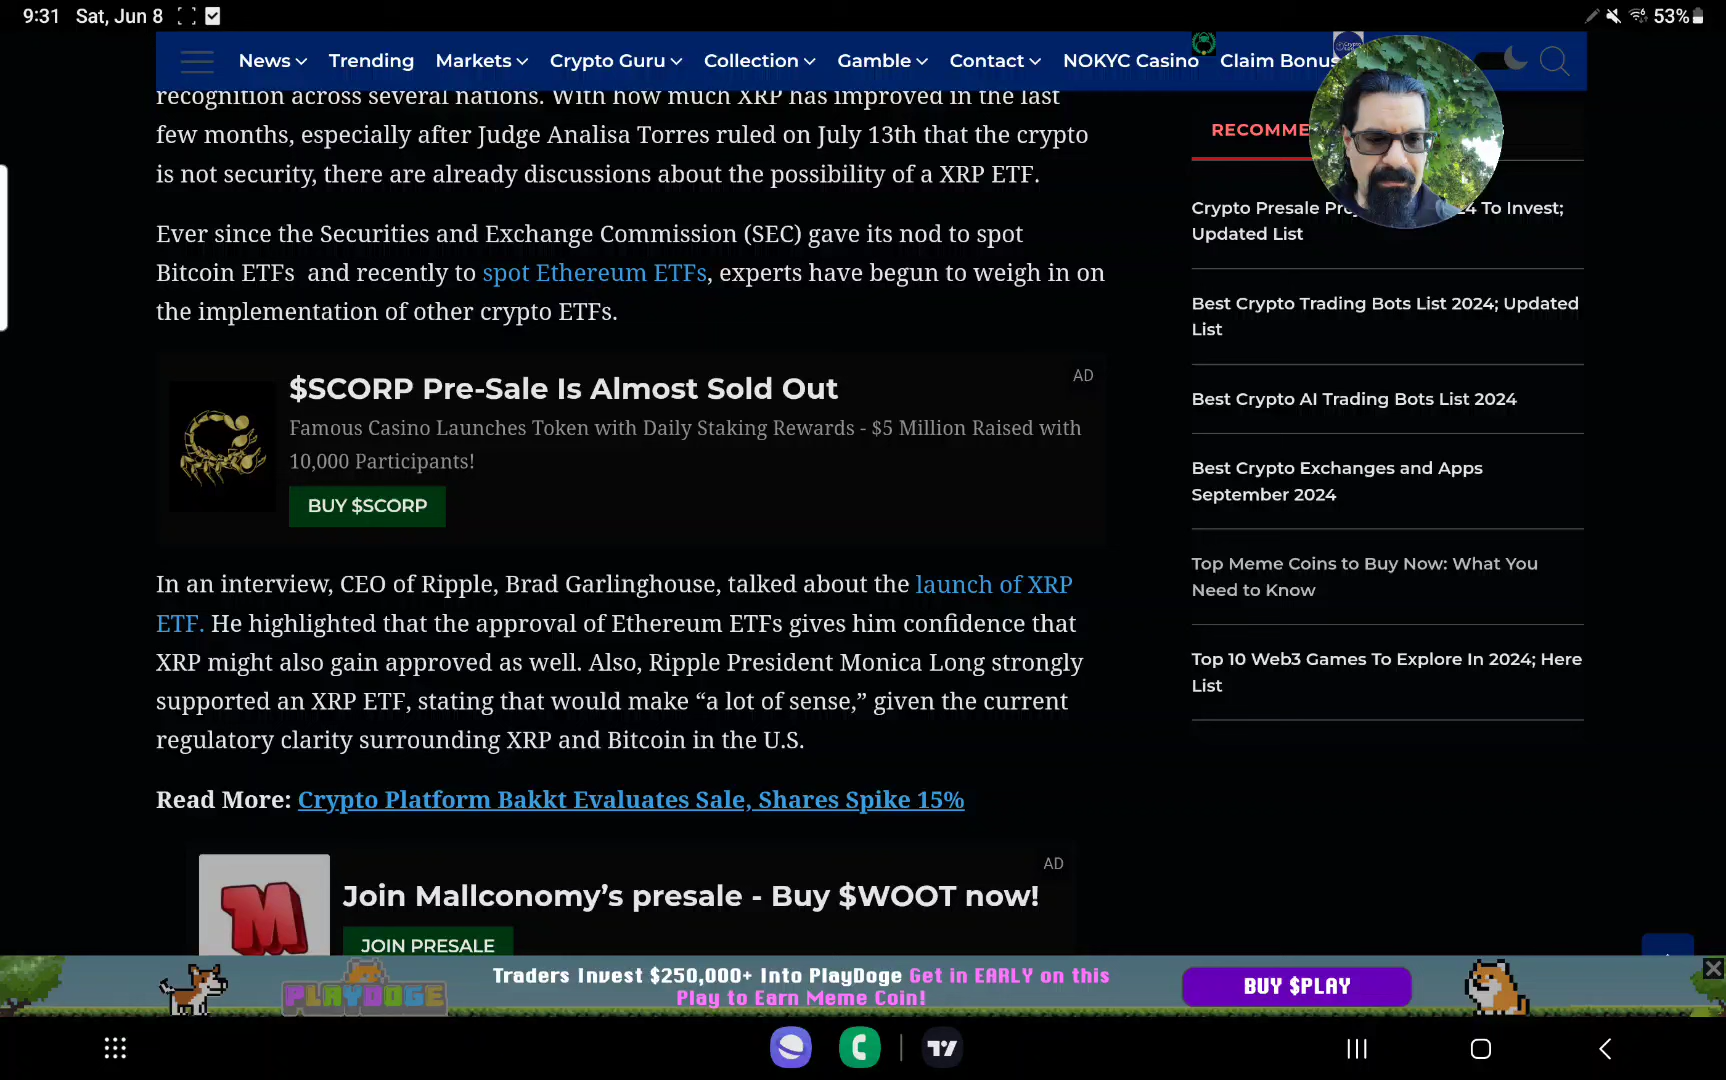 9:31 Sat, Jun 8
53%
News Trending Markets Crypto Guru Collection Gamble Contact NOKYC Casino Claim Bonus
recognition across several nations. With how much XRP has improved in the last
few months, especially after Judge Analisa Torres ruled on July 13th that the crypto
is not security, there are already discussions about the possibility of a XRP ETF.
Ever since the Securities and Exchange Commission (SEC) gave its nod to spot
Bitcoin ETFs and recently to spot Ethereum ETFs, experts have begun to weigh in on
the implementation of other crypto ETFs.
AD
$SCORP Pre-Sale Is Almost Sold Out
Famous Casino Launches Token with Daily Staking Rewards - $5 Million Raised with
10,000 Participants!
BUY $SCORP
In an interview, CEO of Ripple, Brad Garlinghouse, talked about the launch of XRP
ETF. He highlighted that the approval of Ethereum ETFs gives him confidence that
XRP might also gain approved as well. Also, Ripple President Monica Long strongly
supported an XRP ETF, stating that would make “a lot of sense,” given the current
regulatory clarity surrounding XRP and Bitcoin in the U.S.
Read More: Crypto Platform Bakkt Evaluates Sale, Shares Spike 15%
AD
Join Mallconomy’s presale - Buy $WOOT now!
JOIN PRESALE
RECOMME
Crypto Presale 24 To Invest;
Updated List
Best Crypto Trading Bots List 2024; Updated
List
Best Crypto AI Trading Bots List 2024
Best Crypto Exchanges and Apps
September 2024
Top Meme Coins to Buy Now: What You
Need to Know
Top 10 Web3 Games To Explore In 2024; Here
List
PLAYDOGE
Traders Invest $250,000+ Into PlayDoge Get in EARLY on this
Play to Earn Meme Coin!
BUY $PLAY